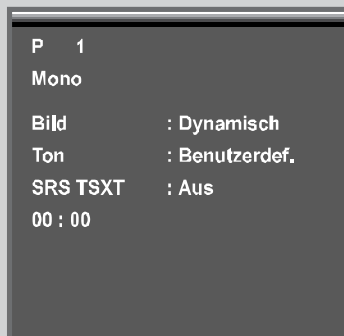 P 1
Mono
Bild : Dynamisch
Ton : Benutzerdef.
SRS TSXT : Aus
00 : 00